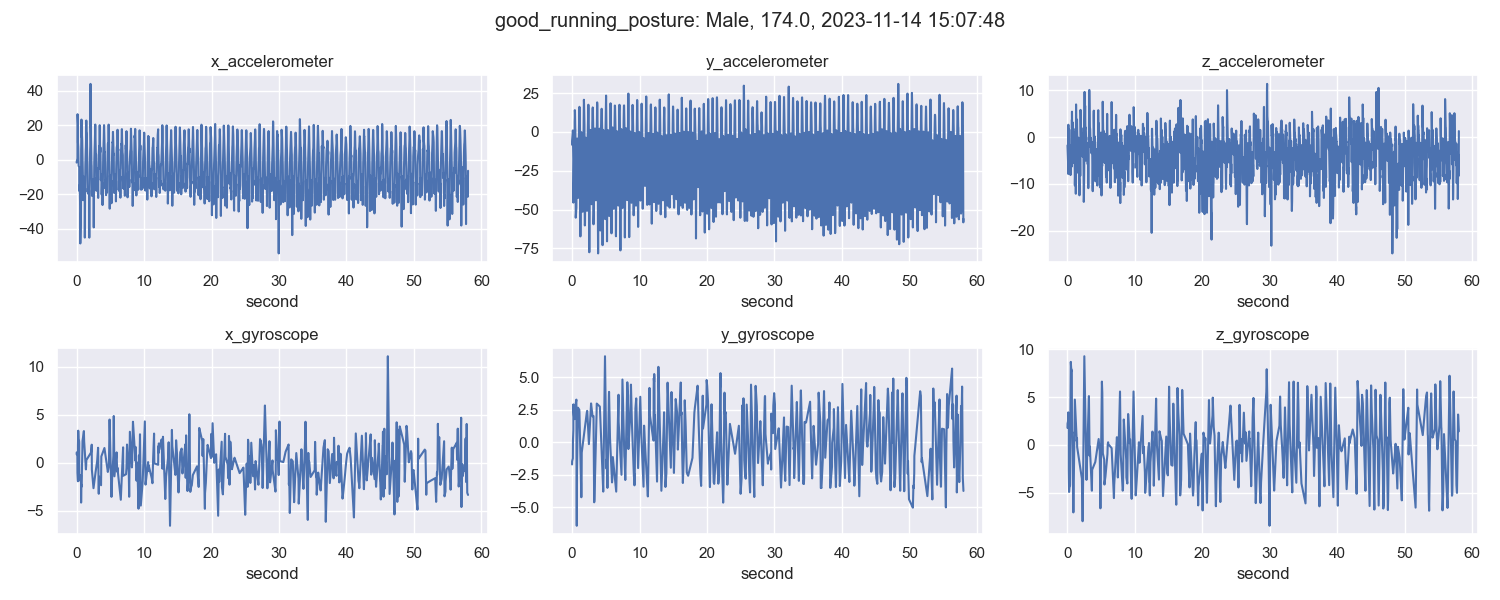 good_running_posture: Male, 174.0, 2023-11-14 15:07:48
x_accelerometer
40
20
0
−20
−40
0 10 20 30 40 50 60
second
y_accelerometer
25
0
−25
−50
−75
0 10 20 30 40 50 60
second
z_accelerometer
10
0
−10
−20
0 10 20 30 40 50 60
second
x_gyroscope
10
5
0
−5
0 10 20 30 40 50 60
second
y_gyroscope
5.0
2.5
0.0
−2.5
−5.0
0 10 20 30 40 50 60
second
z_gyroscope
10
5
0
−5
0 10 20 30 40 50 60
second